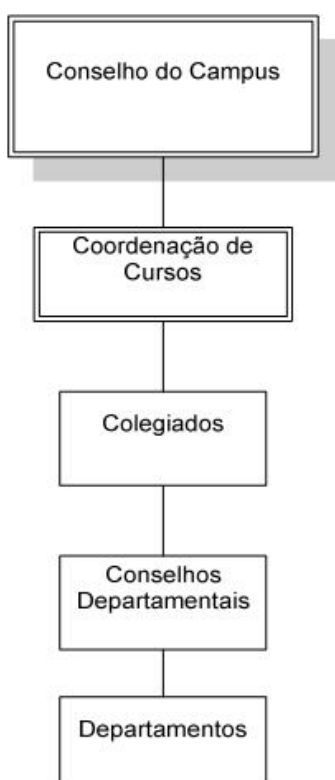 Conselho do Campus
Coordenação de
Cursos
Colegiados
Conselhos
Departamentais
Departamentos